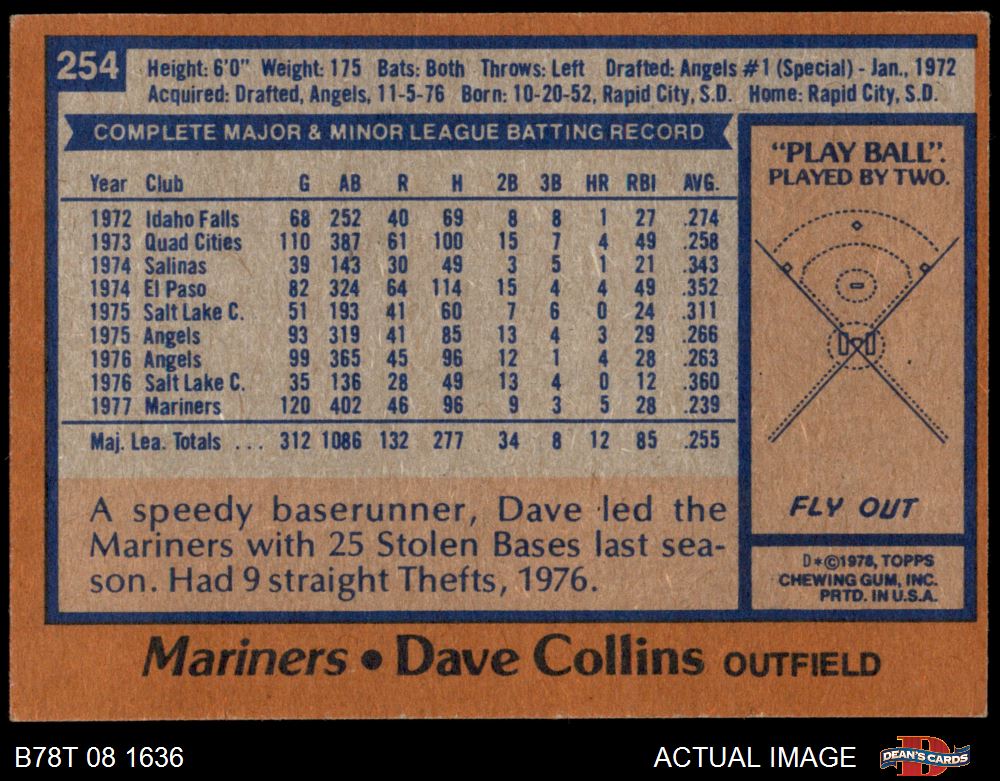 254
Height: 6'0" Weight: 175 Bats: Both Throws: Left Drafted: Angels #1 (Special) - Jan., 1972
Acquired: Drafted, Angels, 11-5-76 Born: 10-20-52, Rapid City, S.D. Home: Rapid City, S.D.
COMPLETE MAJOR & MINOR LEAGUE BATTING RECORD
Year Club G AB R H 2B 3B HR RBI AVG.
1972 Idaho Falls 68 252 40 69 8 8 1 27 .274
1973 Quad Cities 110 387 61 100 15 7 4 49 .258
1974 Salinas 39 143 30 49 3 5 1 21 .343
1974 El Paso 82 324 64 114 15 4 4 49 .352
1975 Salt Lake C. 51 193 41 60 7 6 0 24 .311
1975 Angels 93 319 41 85 13 4 3 29 .266
1976 Angels 99 365 45 96 12 1 4 28 .263
1976 Salt Lake C. 35 136 28 49 13 4 0 12 .360
1977 Mariners 120 402 46 96 9 3 5 28 .239
Maj. Lea. Totals ... 312 1086 132 277 34 8 12 85 .255
A speedy baserunner, Dave led the
Mariners with 25 Stolen Bases last sea-
son. Had 9 straight Thefts, 1976.
"PLAY BALL".
PLAYED BY TWO.
FLY OUT
D*©1978, TOPPS
CHEWING GUM, INC.
PRTD. IN U.S.A.
Mariners • Dave Collins OUTFIELD
B78T 08 1636
ACTUAL IMAGE
DEAN'S CARDS